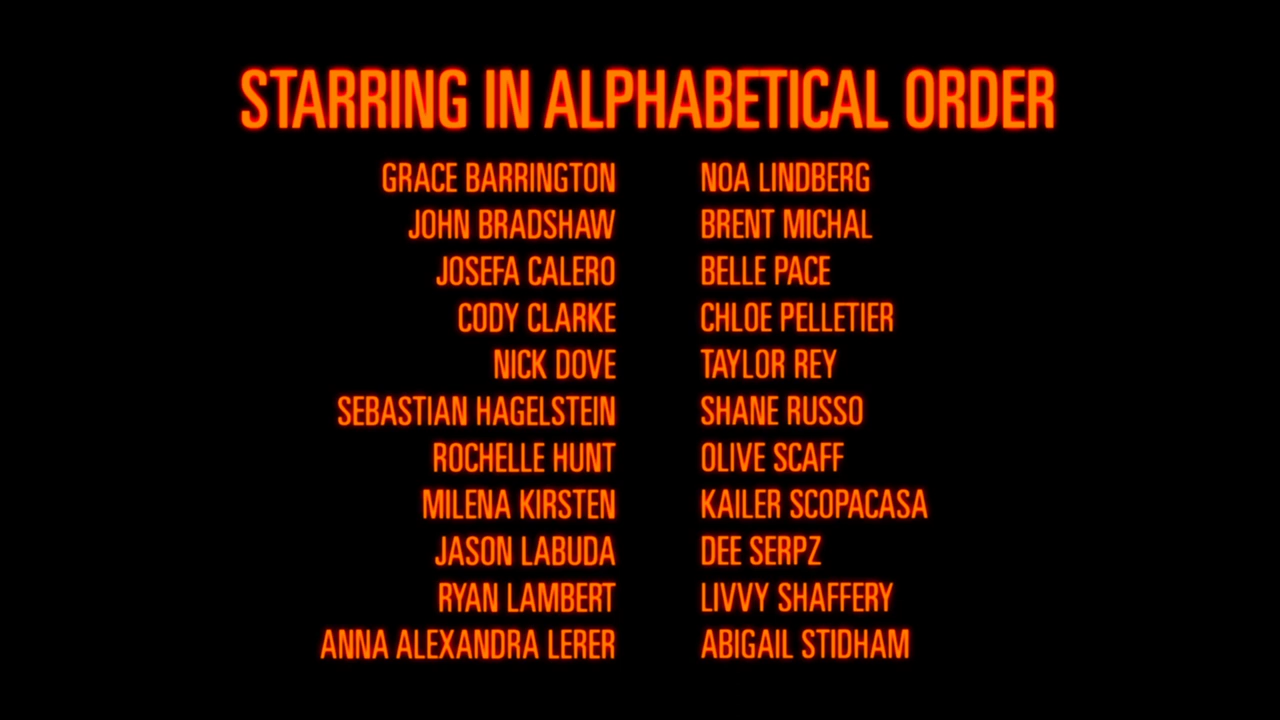 STARRING IN ALPHABETICAL ORDER
GRACE BARRINGTON
JOHN BRADSHAW
JOSEFA CALERO
CODY CLARKE
NICK DOVE
SEBASTIAN HAGELSTEIN
ROCHELLE HUNT
MILENA KIRSTEN
JASON LABUDA
RYAN LAMBERT
ANNA ALEXANDRA LERER
NOA LINDBERG
BRENT MICHAL
BELLE PACE
CHLOE PELLETIER
TAYLOR REY
SHANE RUSSO
OLIVE SCAFF
KAILER SCOPACASA
DEE SERPZ
LIVVY SHAFFERY
ABIGAIL STIDHAM